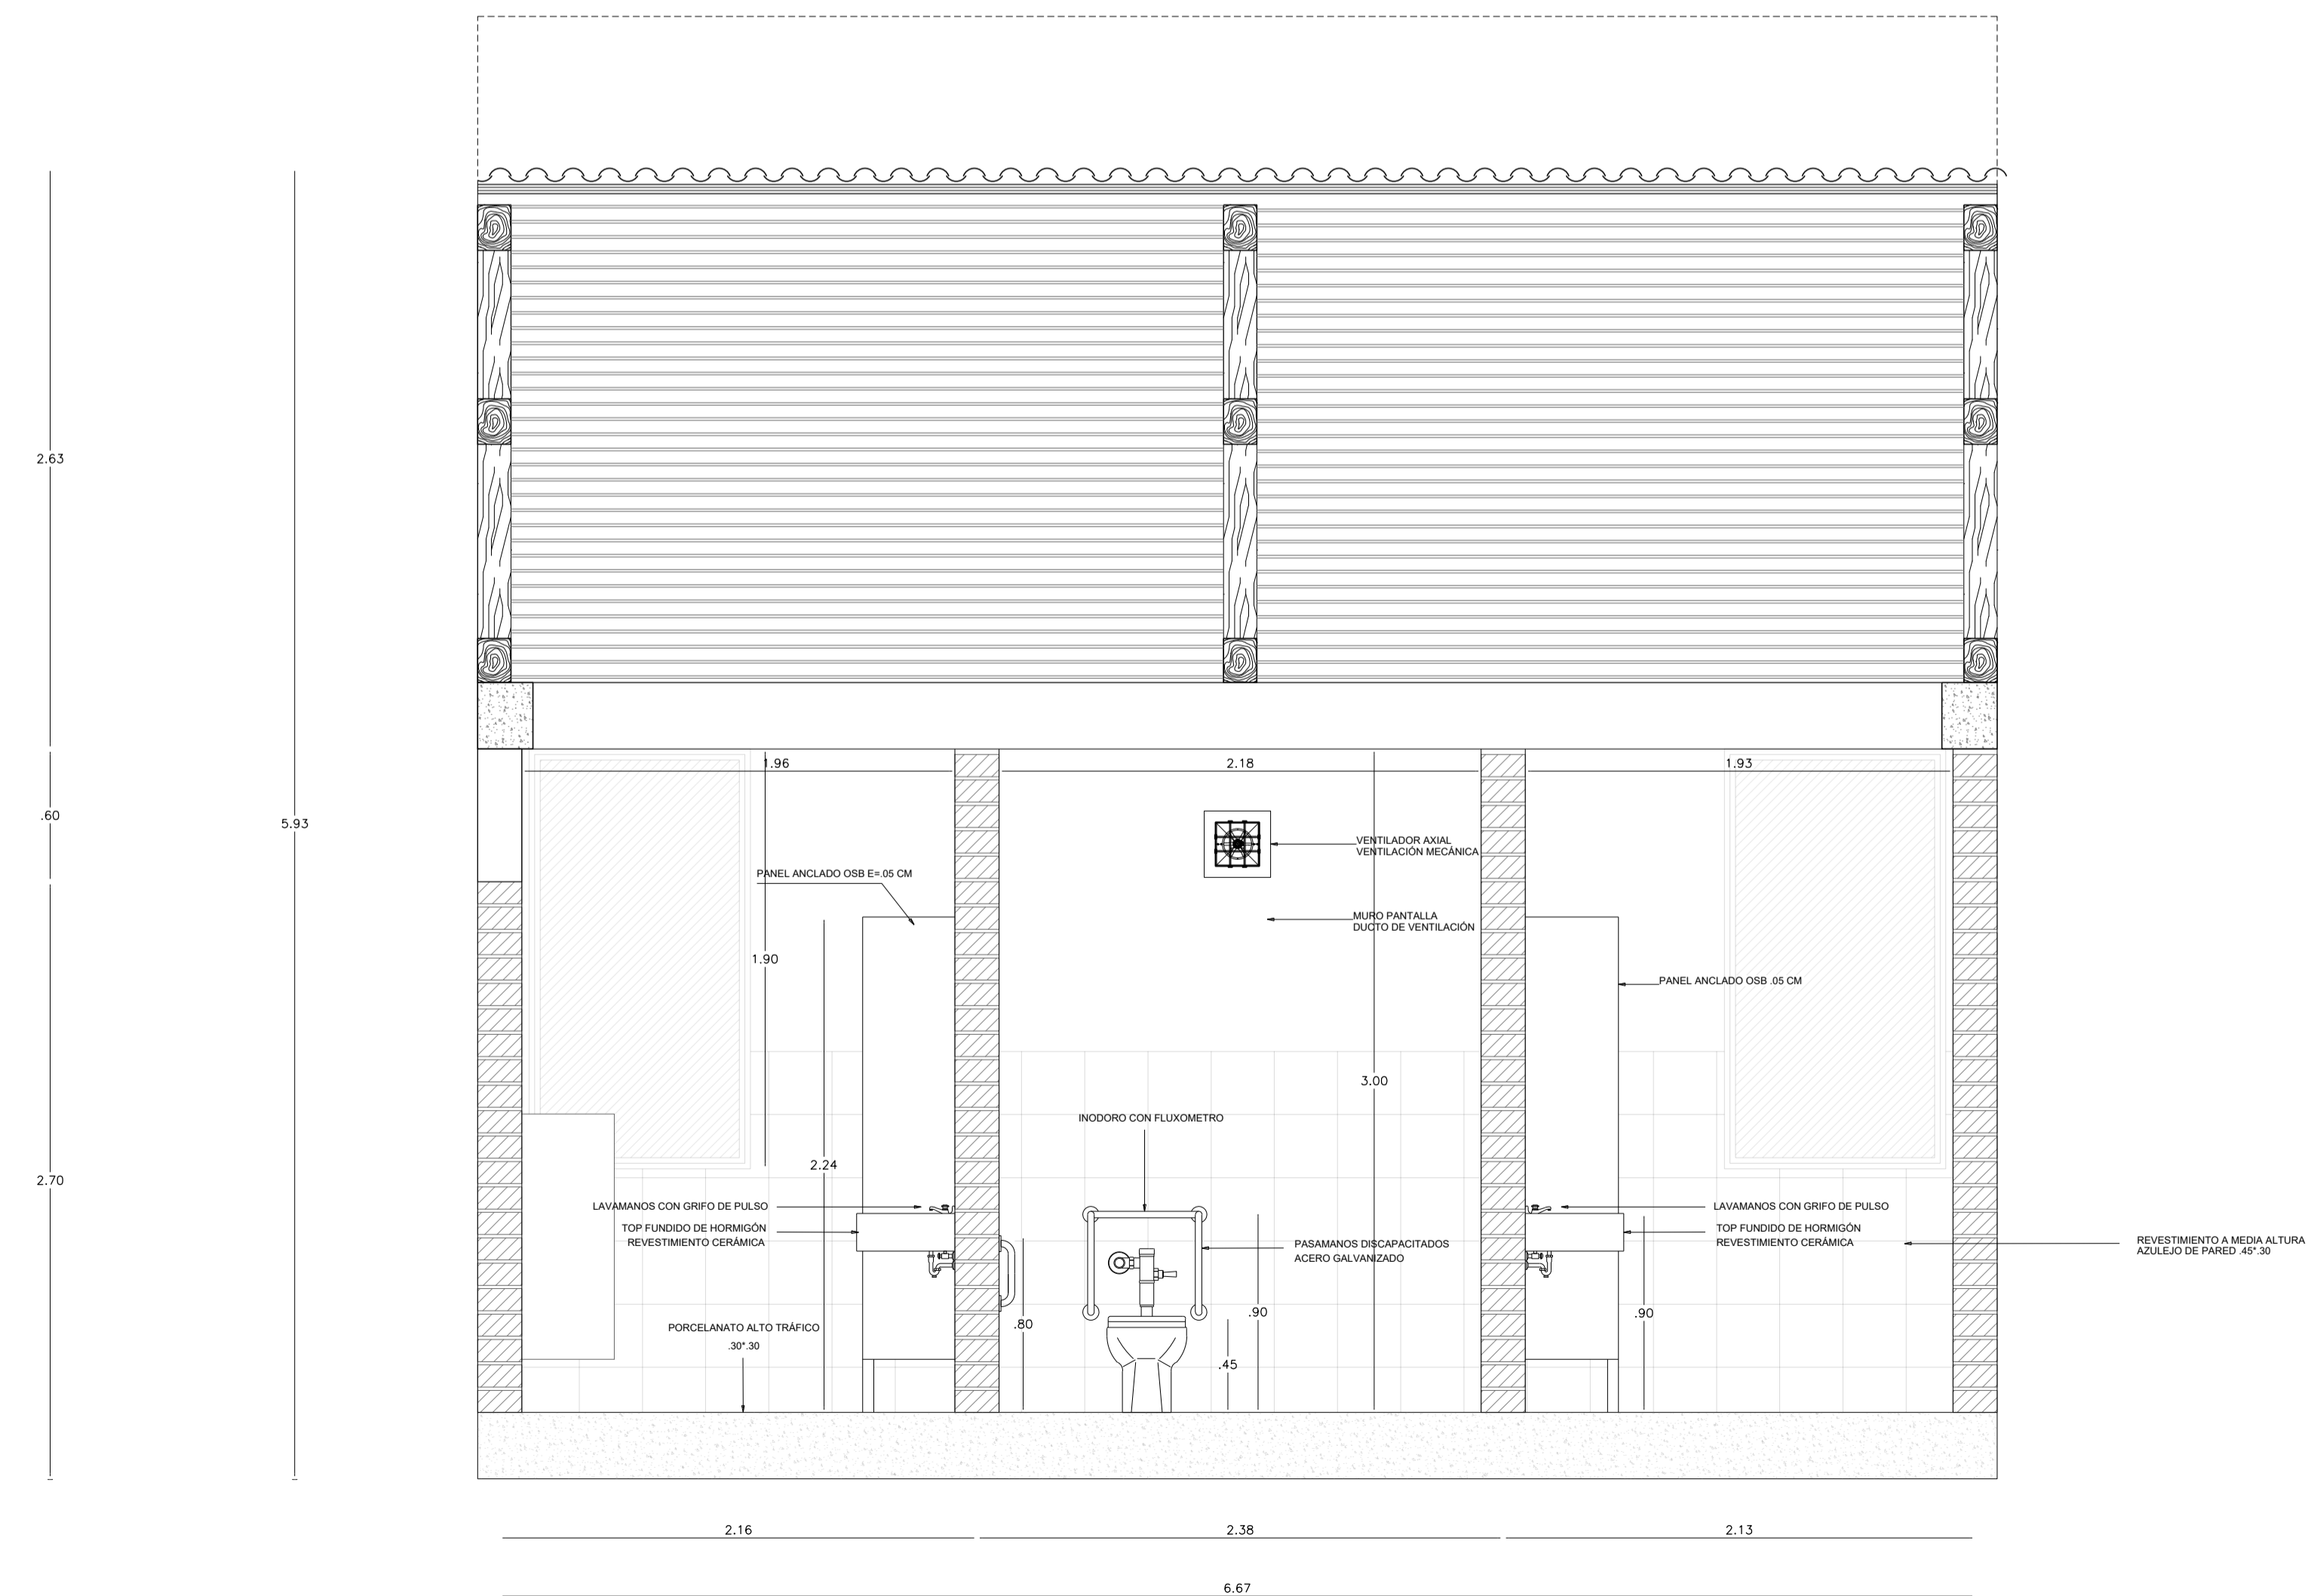 2.63
.60
5.93
2.70
1.96
2.18
1.93
VENTILADOR AXIAL
VENTILACIÓN MECÁNICA
PANEL ANCLADO OSB E=.05 CM
MURO PANTALLA
DUCTO DE VENTILACIÓN
1.90
PANEL ANCLADO OSB .05 CM
3.00
INODORO CON FLUXOMETRO
2.24
LAVAMANOS CON GRIFO DE PULSO
TOP FUNDIDO DE HORMIGÓN
REVESTIMIENTO CERÁMICA
PASAMANOS DISCAPACITADOS
ACERO GALVANIZADO
LAVAMANOS CON GRIFO DE PULSO
TOP FUNDIDO DE HORMIGÓN
REVESTIMIENTO CERÁMICA
REVESTIMIENTO A MEDIA ALTURA
AZULEJO DE PARED .45*.30
PORCELANATO ALTO TRÁFICO
.30*.30
.80
.90
.45
.90
2.16
2.38
2.13
6.67